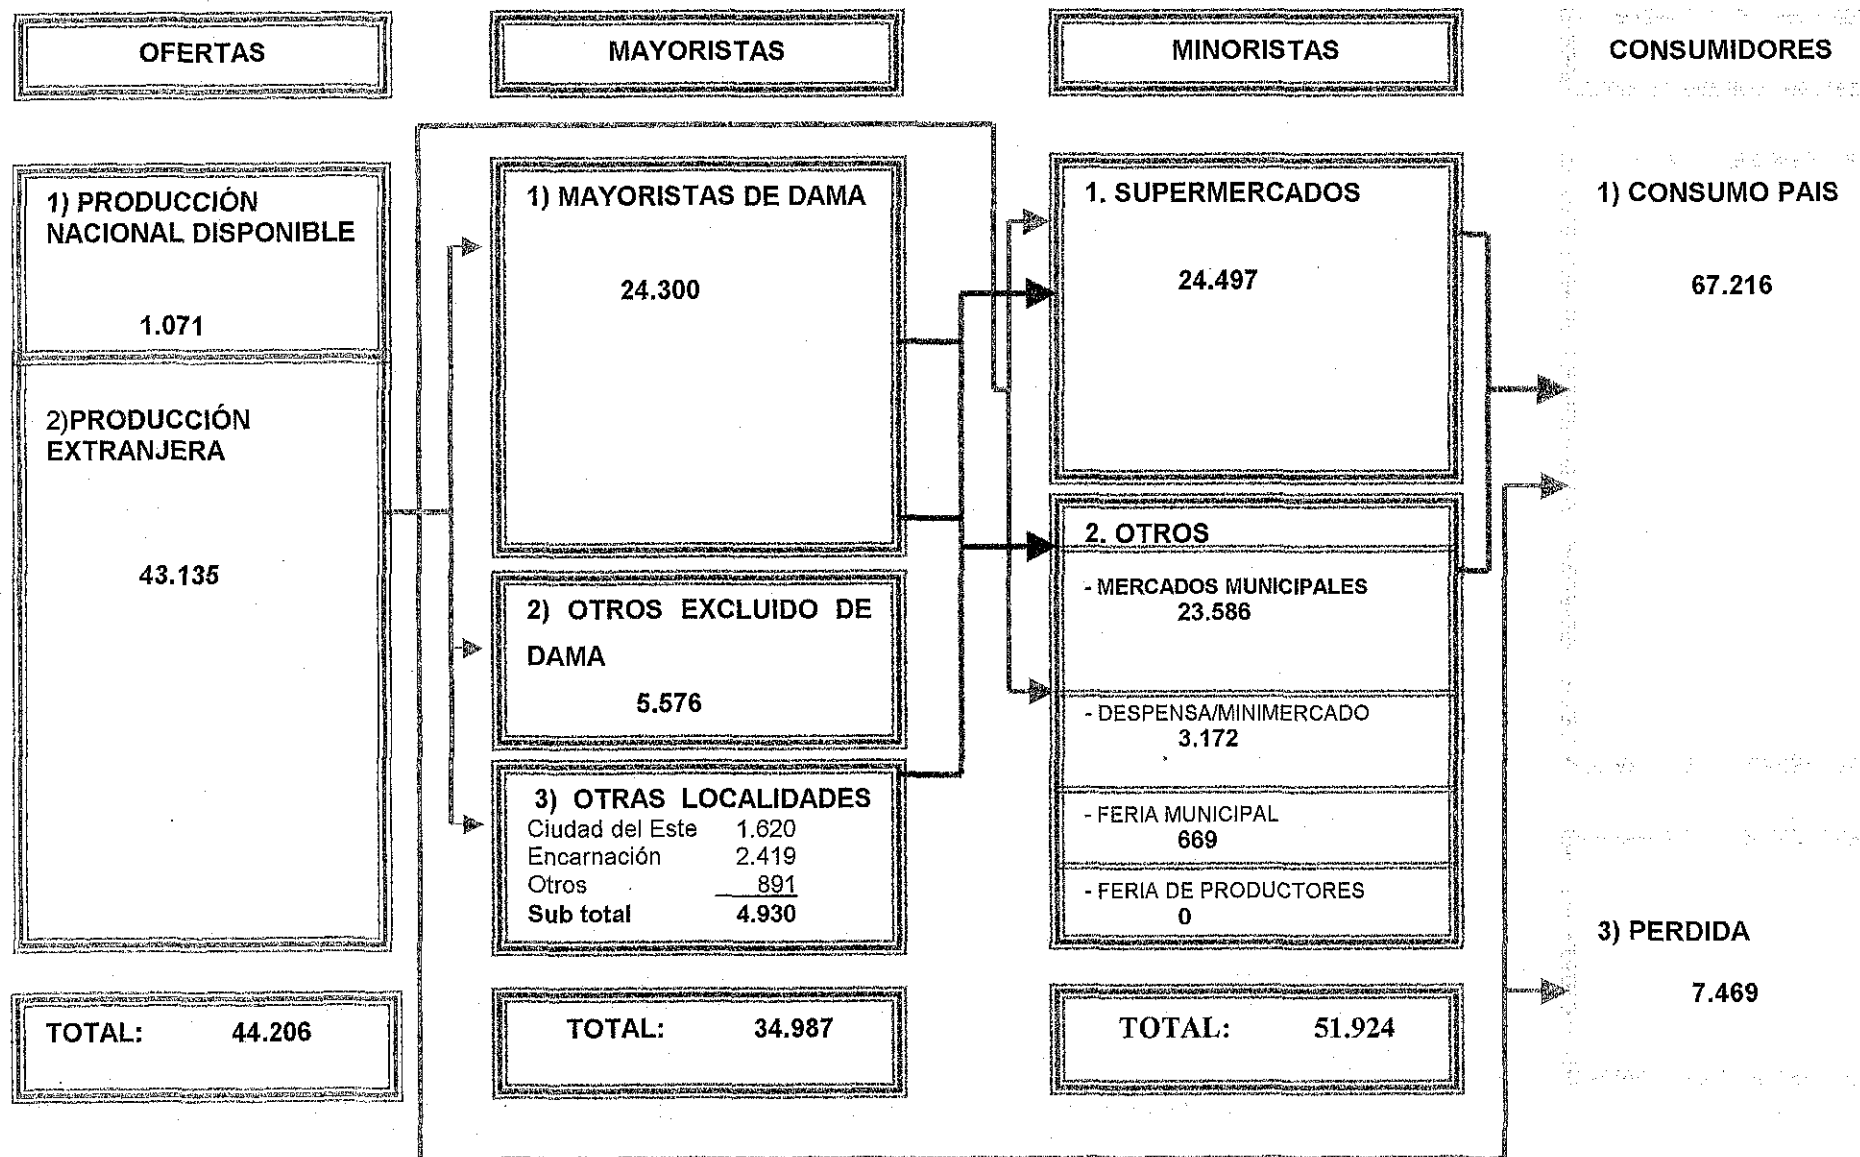 OFERTAS
MAYORISTAS
MINORISTAS
CONSUMIDORES
1) PRODUCCIÓN
NACIONAL DISPONIBLE
1.071
2)PRODUCCIÓN
EXTRANJERA
43.135
TOTAL: 44.206
1) MAYORISTAS DE DAMA
24.300
2) OTROS EXCLUIDO DE
DAMA
5.576
3) OTRAS LOCALIDADES
Ciudad del Este 1.620
Encarnación 2.419
Otros 891
Sub total 4.930
TOTAL: 34.987
1. SUPERMERCADOS
24.497
2. OTROS
- MERCADOS MUNICIPALES
23.586
- DESPENSA/MINIMERCADO
3.172
- FERIA MUNICIPAL
669
- FERIA DE PRODUCTORES
0
TOTAL: 51.924
1) CONSUMO PAIS
67.216
3) PERDIDA
7.469